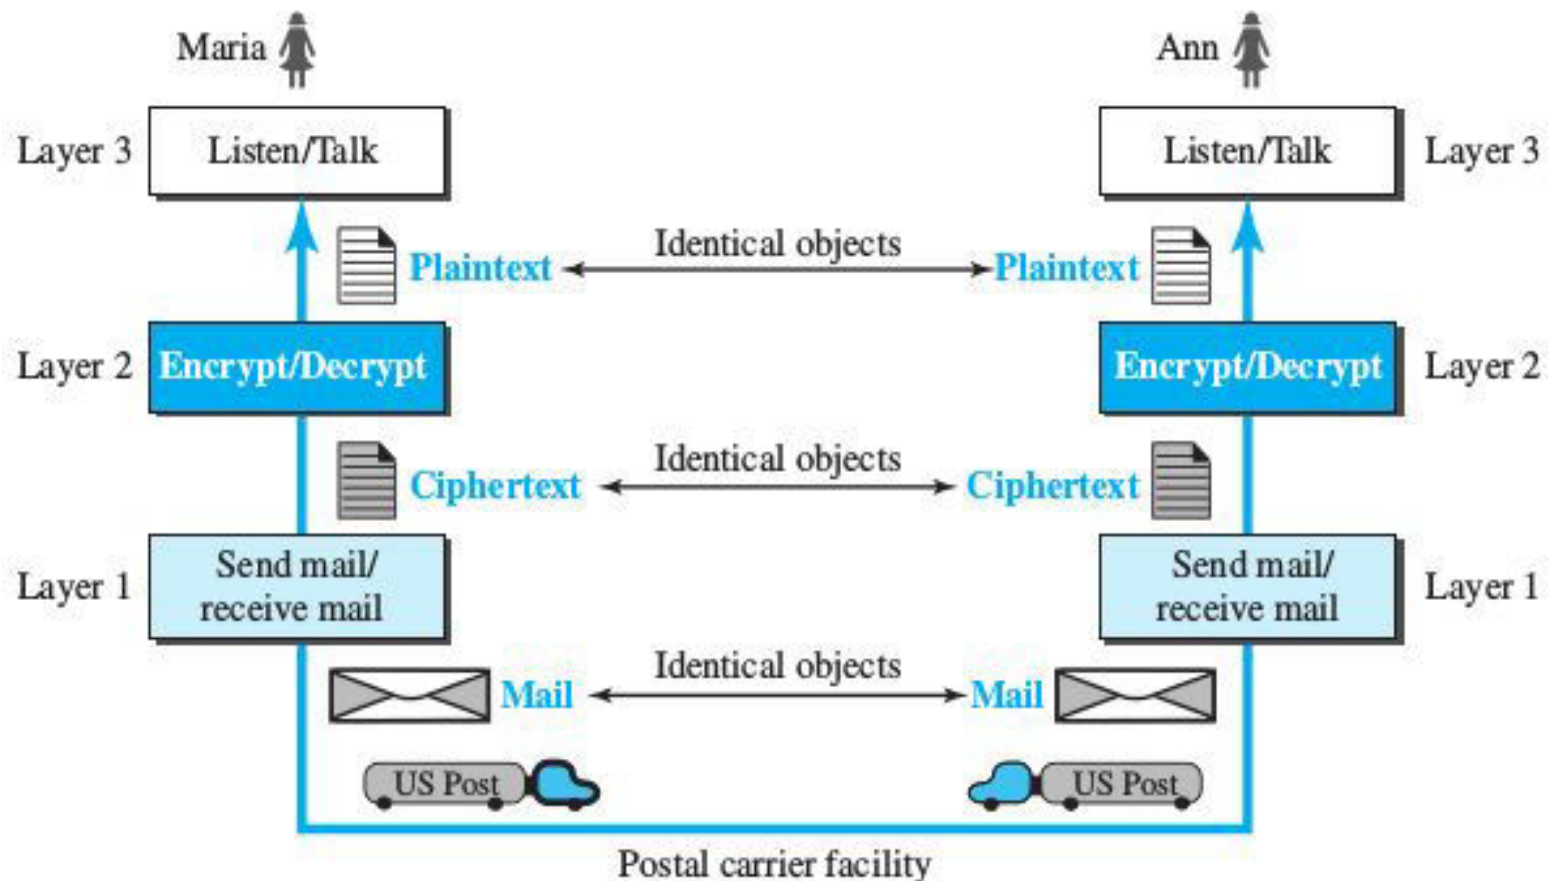 Maria
Ann
Layer 3
Listen/Talk
Listen/Talk
Layer 3
Identical objects
Plaintext
Plaintext
Layer 2
Encrypt/Decrypt
Encrypt/Decrypt
Layer 2
Identical objects
Ciphertext
Ciphertext
Layer 1
Send mail/
receive mail
Send mail/
receive mail
Layer 1
Identical objects
Mail
Mail
US Post
US Post
Postal carrier facility